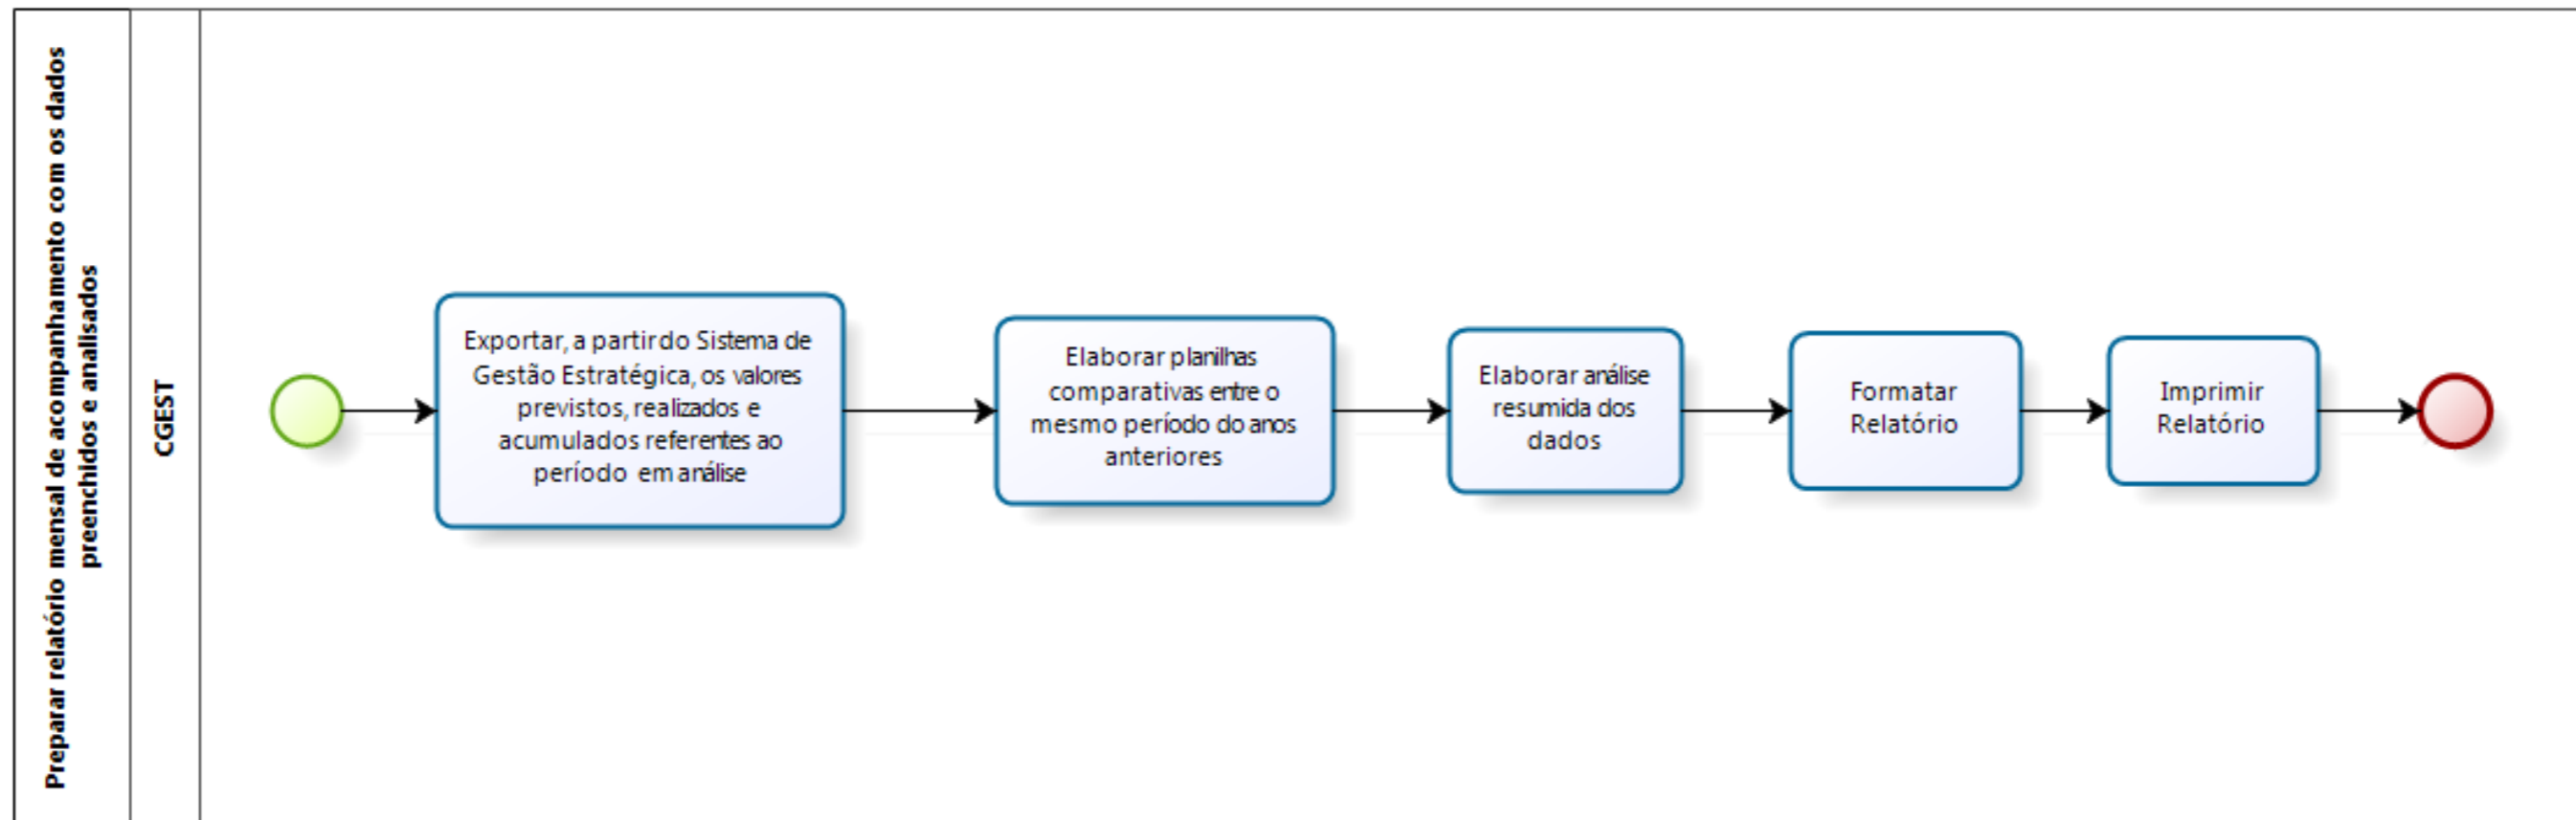 Preparar relatório mensal de acompanhamento com os dados
preenchidos e analisados
CGEST
Exportar, a partir do Sistema de
Gestão Estratégica, os valores
previstos, realizados e
acumulados referentes ao
período em análise
Elaborar planilhas
comparativas entre o
mesmo período do anos
anteriores
Elaborar análise
resumida dos
dados
Formatar
Relatório
Imprimir
Relatório